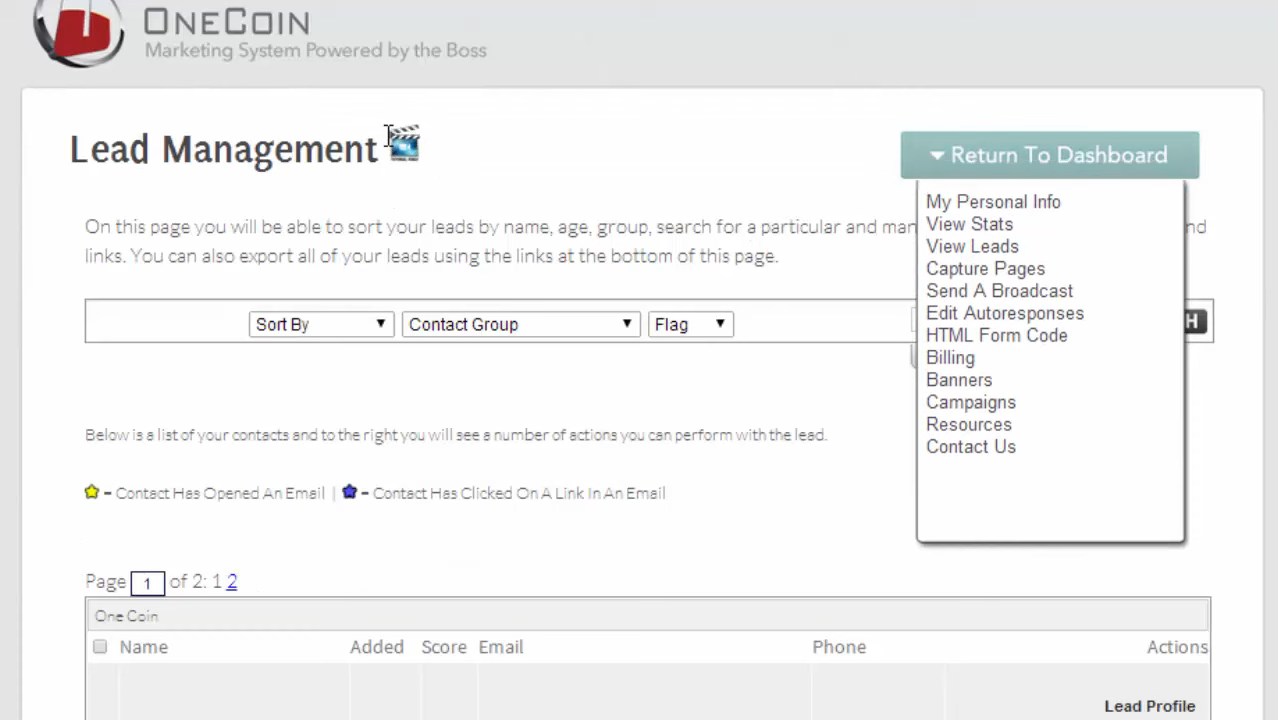 OneCoin
Marketing System Powered by the Boss
Lead Management
Return To Dashboard
My Personal Info
View Stats
View Leads
Capture Pages
Send A Broadcast
Edit Autoresponses
HTML Form Code
Billing
Banners
Campaigns
Resources
Contact Us
On this page you will be able to sort your leads by name, age, group, search for a particular and man nd
links. You can also export all of your leads using the links at the bottom of this page.
Sort By Contact Group Flag H
Below is a list of your contacts and to the right you will see a number of actions you can perform with the lead.
= Contact Has Opened An Email | = Contact Has Clicked On A Link In An Email
Page 1 of 2: 1 2
One Coin
Name Added Score Email Phone Actions
Lead Profile